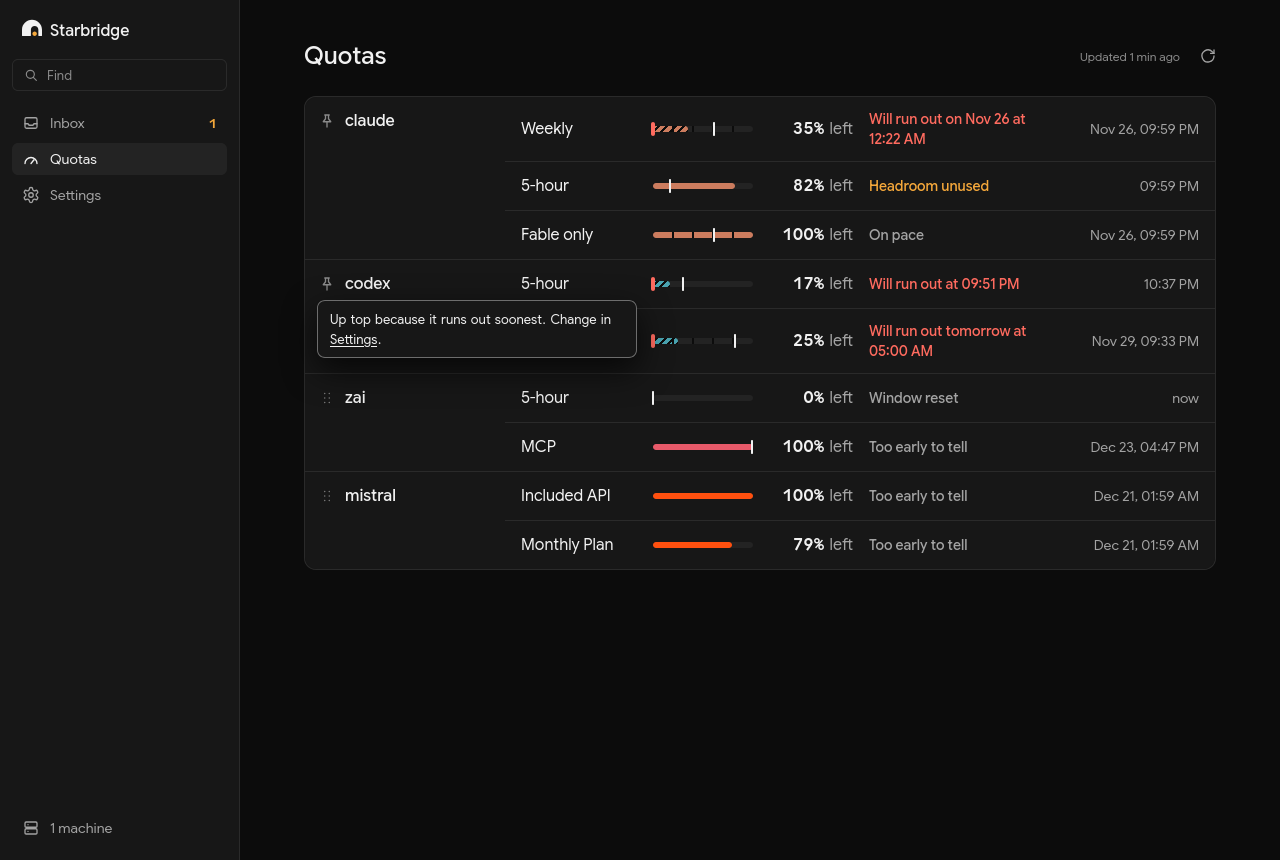 Starbridge
Find
Inbox 1
Quotas
Settings
1 machine
Quotas
Updated 1 min ago
claude
Weekly 35% left Will run out on Nov 26 at 12:22 AM Nov 26, 09:59 PM
5-hour 82% left Headroom unused 09:59 PM
Fable only 100% left On pace Nov 26, 09:59 PM
codex
5-hour 17% left Will run out at 09:51 PM 10:37 PM
Up top because it runs out soonest. Change in
Settings.
25% left Will run out tomorrow at 05:00 AM Nov 29, 09:33 PM
zai
5-hour 0% left Window reset now
MCP 100% left Too early to tell Dec 23, 04:47 PM
mistral
Included API 100% left Too early to tell Dec 21, 01:59 AM
Monthly Plan 79% left Too early to tell Dec 21, 01:59 AM